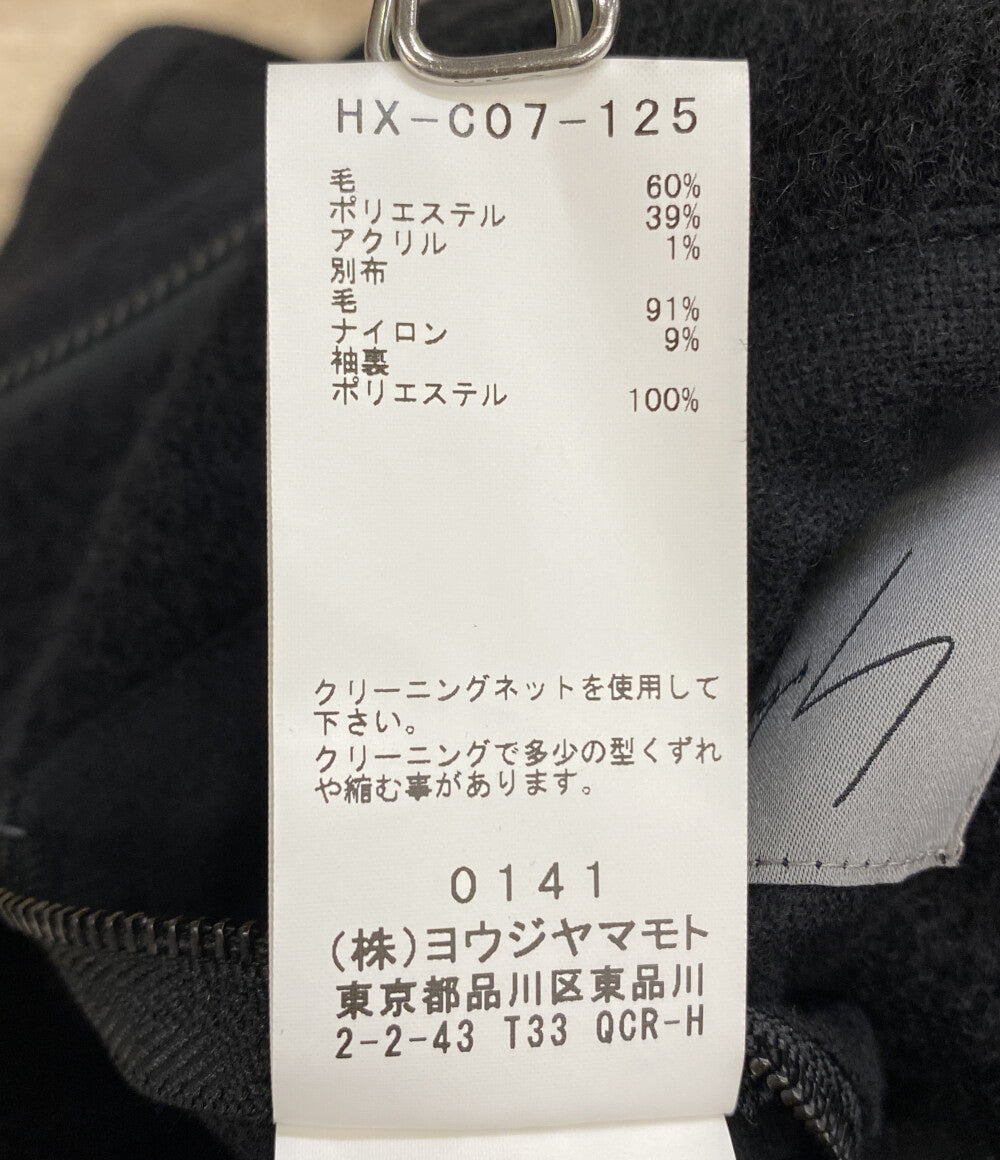 HX-C07-125
毛 60%
ポリエステル 39%
アクリル 1%
別布
毛 91%
ナイロン 9%
袖裏
ポリエステル 100%
クリーニングネットを使用して
下さい。
クリーニングで多少の型くずれ
や縮む事があります。
0141
(株)ヨウジヤマモト
東京都品川区東品川
2-2-43 T33 QCR-H